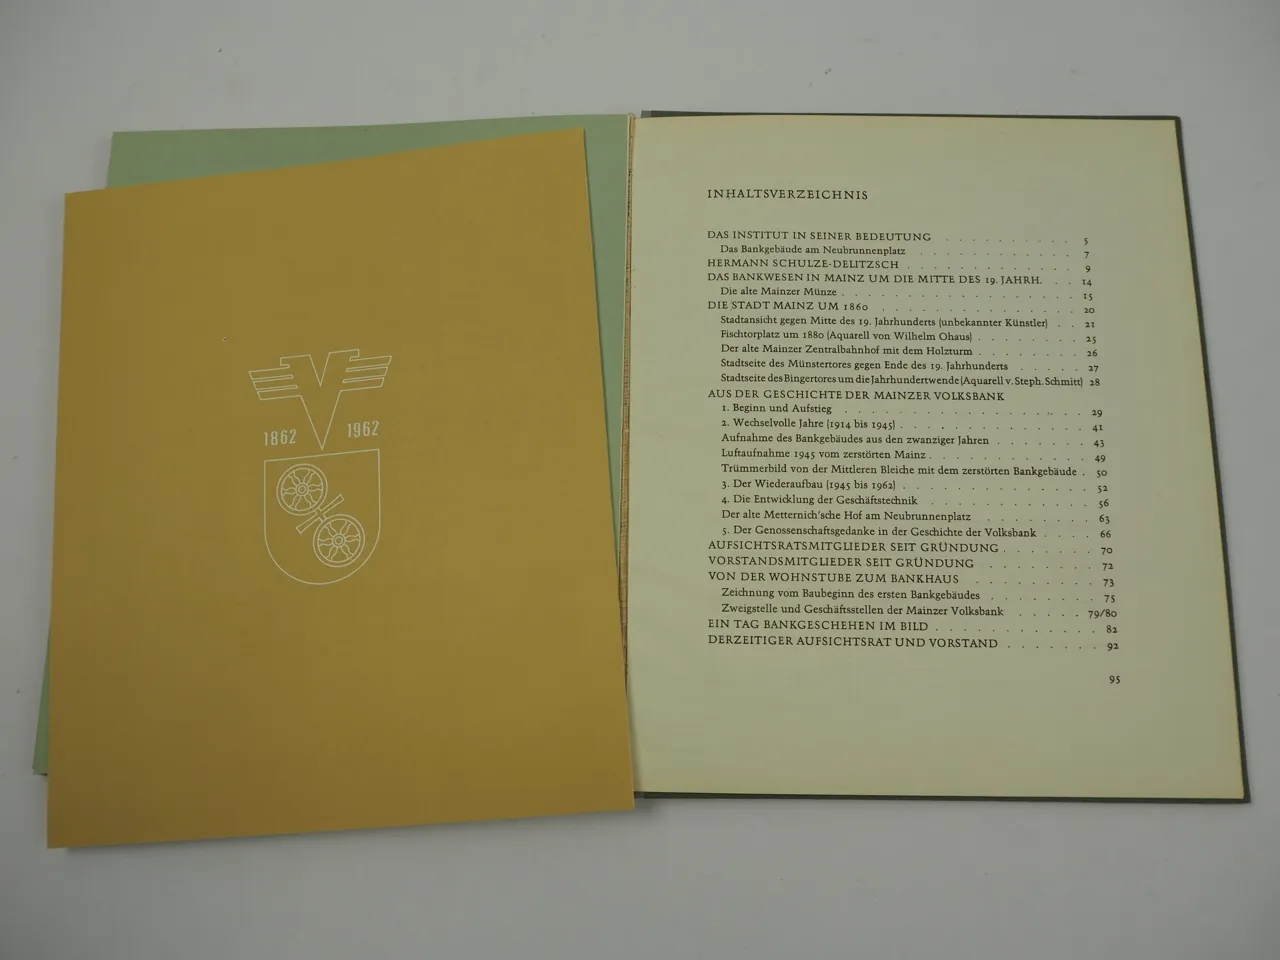 1862 1962
INHALTSVERZEICHNIS
DAS INSTITUT IN SEINER BEDEUTUNG . . . . . . . . . . 5
Das Bankgebäude am Neubrunnenplatz . . . . . . . . . . . . 7
HERMANN SCHULZE-DELITZSCH . . . . . . . . . . . . . 9
DAS BANKWESEN IN MAINZ UM DIE MITTE DES 19. JAHRH. . . 14
Die alte Mainzer Münze . . . . . . . . . . . . . . . . . . 15
DIE STADT MAINZ UM 1860 . . . . . . . . . . . . . . . 20
Stadtansicht gegen Mitte des 19. Jahrhunderts (unbekannter Künstler) . . 21
Fischtorplatz um 1880 (Aquarell von Wilhelm Ohaus) . . . . . . . 25
Der alte Mainzer Zentralbahnhof mit dem Holzturm . . . . . . . . 26
Stadtseite des Münstertores gegen Ende des 19. Jahrhunderts . . . . . 27
Stadtseite des Bingertores um die Jahrhundertwende (Aquarell v. Steph. Schmitt) 28
AUS DER GESCHICHTE DER MAINZER VOLKSBANK
1. Beginn und Aufstieg . . . . . . . . . . . . . . . . . . 29
2. Wechselvolle Jahre (1914 bis 1945) . . . . . . . . . . . . . 41
Aufnahme des Bankgebäudes aus den zwanziger Jahren . . . . . . . 43
Luftaufnahme 1945 vom zerstörten Mainz . . . . . . . . . . . . 49
Trümmerbild von der Mittleren Bleiche mit dem zerstörten Bankgebäude . 50
3. Der Wiederaufbau (1945 bis 1962) . . . . . . . . . . . . . . 52
4. Die Entwicklung der Geschäftstechnik . . . . . . . . . . . . 56
Der alte Metternich'sche Hof am Neubrunnenplatz . . . . . . . . 63
5. Der Genossenschaftsgedanke in der Geschichte der Volksbank . . . . 66
AUFSICHTSRATSMITGLIEDER SEIT GRÜNDUNG . . . . . . . 70
VORSTANDSMITGLIEDER SEIT GRÜNDUNG . . . . . . . . 72
VON DER WOHNSTUBE ZUM BANKHAUS . . . . . . . . . 73
Zeichnung vom Baubeginn des ersten Bankgebäudes . . . . . . . . 75
Zweigstelle und Geschäftsstellen der Mainzer Volksbank . . . . . 79/80
EIN TAG BANKGESCHEHEN IM BILD . . . . . . . . . . . . 82
DERZEITIGER AUFSICHTSRAT UND VORSTAND . . . . . . . 92
95